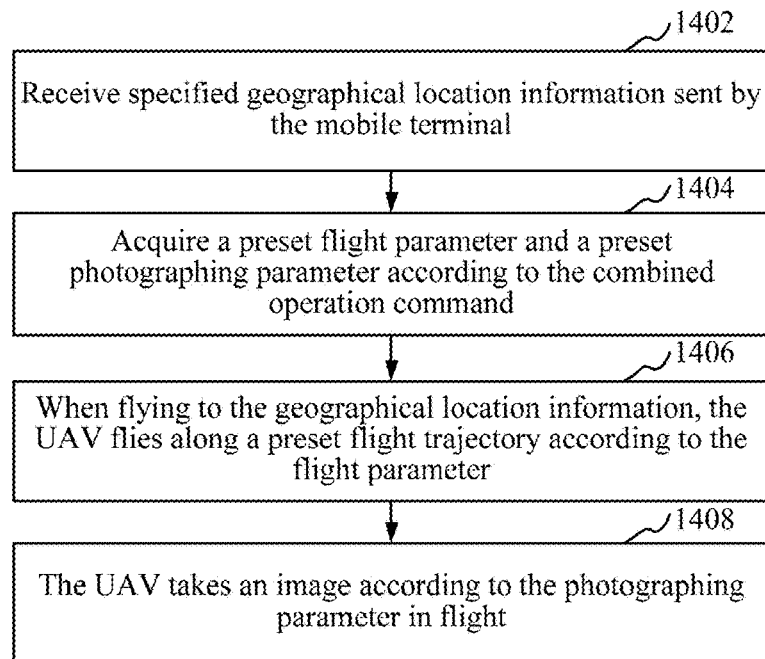 1402
Receive specified geographical location information sent by
the mobile terminal
1404
Acquire a preset flight parameter and a preset
photographing parameter according to the combined
operation command
1406
When flying to the geographical location information, the
UAV flies along a preset flight trajectory according to the
flight parameter
1408
The UAV takes an image according to the photographing
parameter in flight